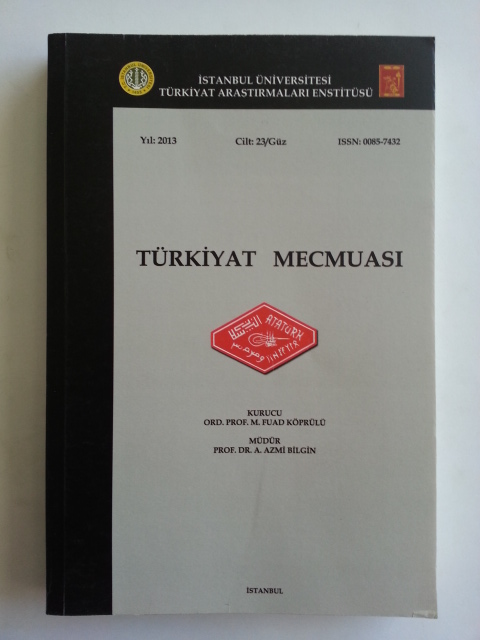 İSTANBUL ÜNİVERSİTESİ
TÜRKİYAT ARASTIRMALARI ENSTİTÜSÜ
Yıl: 2013 Cilt: 23/Güz ISSN: 0085-7432
TÜRKİYAT MECMUASI
ATATURK
KURUCU
ORD. PROF. M. FUAD KÖPRÜLÜ
MÜDÜR
PROF. DR. A. AZMİ BİLGİN
İSTANBUL